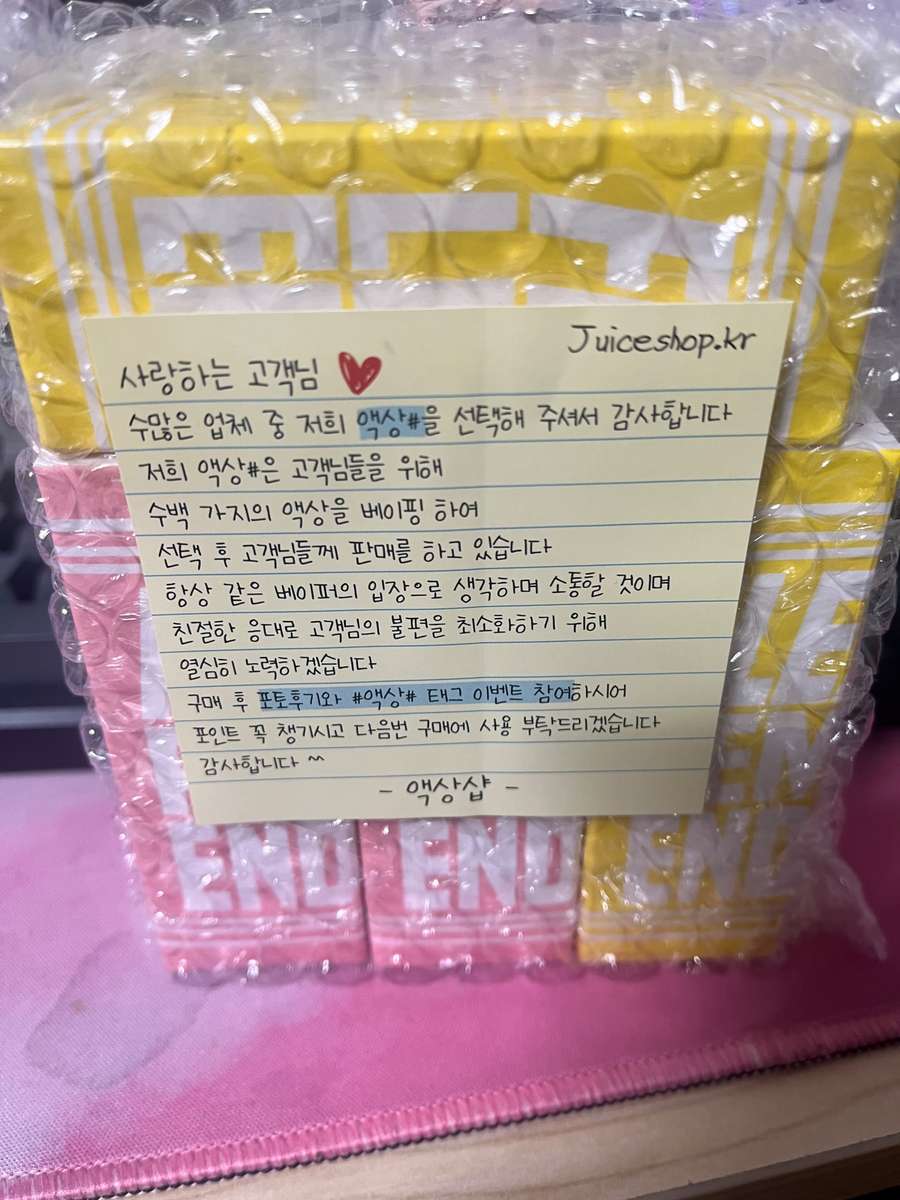 Juiceshop.kr
사랑하는 고객님
수많은 업체 중 저희 액상#을 선택해 주셔서 감사합니다
저희 액상#은 고객님들을 위해
수백 가지의 액상을 베이핑 하여
선택 후 고객님들께 판매를 하고 있습니다
항상 같은 베이퍼의 입장으로 생각하며 소통할 것이며
친절한 응대로 고객님의 불편을 최소화하기 위해
열심히 노력하겠습니다
구매 후 포토후기와 #액상# 태그 이벤트 참여하시어
포인트 꼭 챙기시고 다음번 구매에 사용 부탁드리겠습니다
감사합니다 ^^
- 액상샵 -
END
END
END